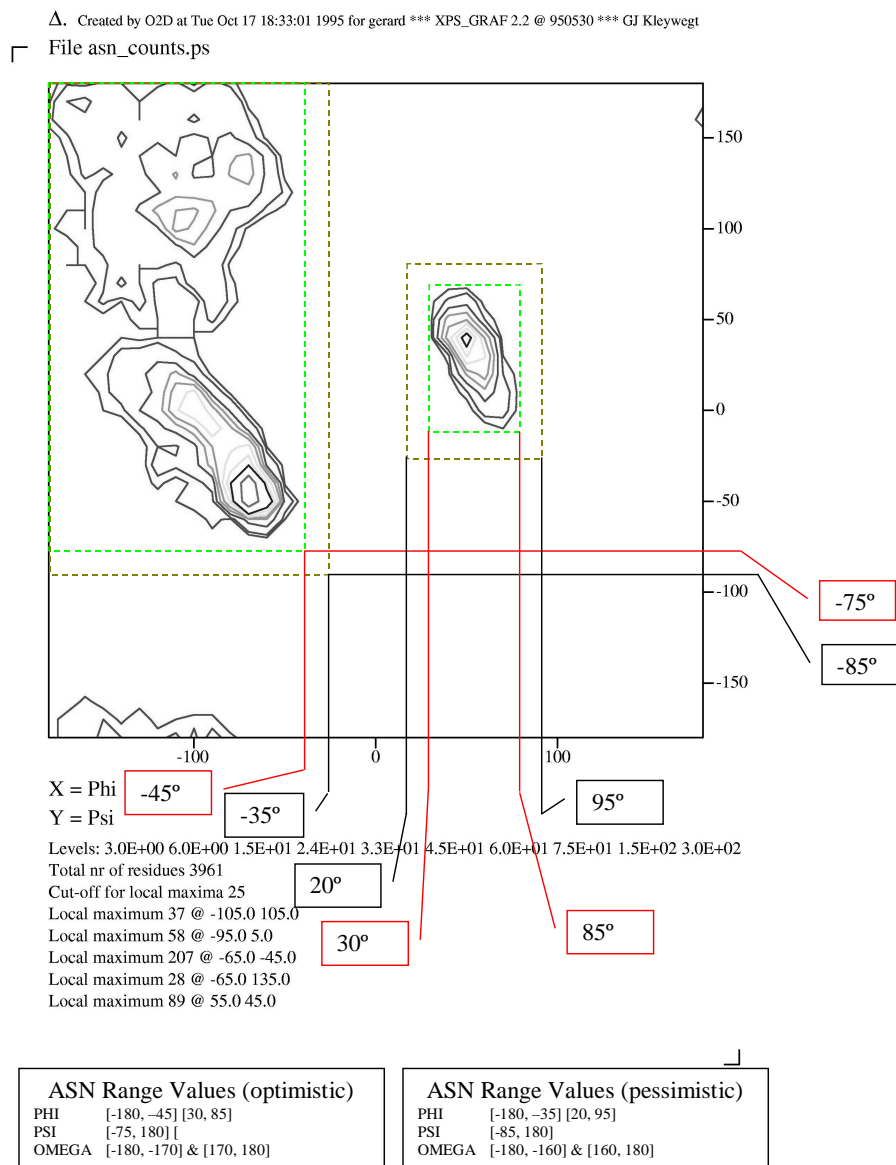 Δ. Created by O2D at Tue Oct 17 18:33:01 1995 for gerard *** XPS_GRAF 2.2 @ 950530 *** GJ Kleywegt
File asn_counts.ps
150
100
50
0
-50
-100
-150
-100
0
100
-75º
-85º
X = Phi
Y = Psi
-45º
-35º
95º
Levels: 3.0E+00 6.0E+00 1.5E+01 2.4E+01 3.3E+01 4.5E+01 6.0E+01 7.5E+01 1.5E+02 3.0E+02
Total nr of residues 3961
Cut-off for local maxima 25
20º
Local maximum 37 @ -105.0 105.0
Local maximum 58 @ -95.0 5.0
30º
85º
Local maximum 207 @ -65.0 -45.0
Local maximum 28 @ -65.0 135.0
Local maximum 89 @ 55.0 45.0
ASN Range Values (optimistic)
PHI [-180, –45] [30, 85]
PSI [-75, 180] [
OMEGA [-180, -170] & [170, 180]
ASN Range Values (pessimistic)
PHI [-180, –35] [20, 95]
PSI [-85, 180]
OMEGA [-180, -160] & [160, 180]